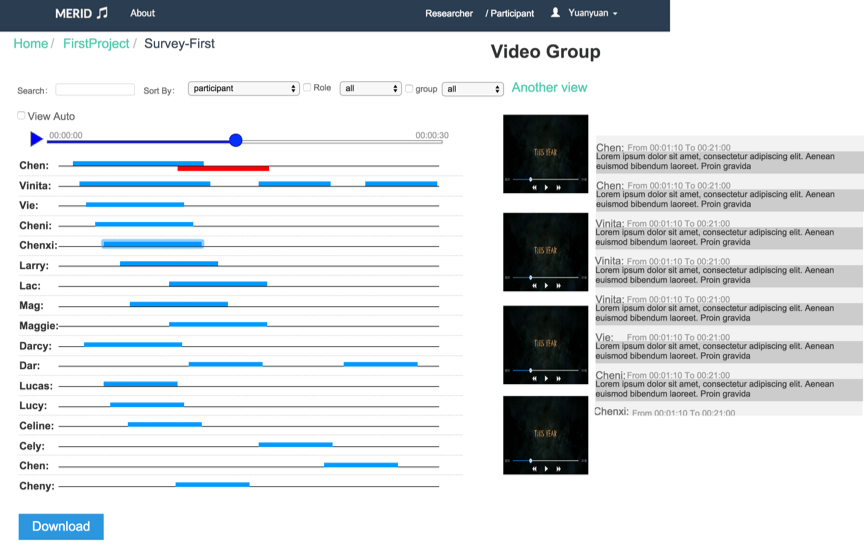 MERID
About
Researcher / Participant Yuanyuan
Home / FirstProject / Survey-First
Video Group
Search:
Sort By: participant Role all group all
Another view
View Auto
00:00:00
00:00:30
Chen:
Vinita:
Vie:
Cheni:
Chenxi:
Larry:
Lac:
Mag:
Maggie:
Darcy:
Dar:
Lucas:
Lucy:
Celine:
Cely:
Chen:
Cheny:
Download
THIS YEAR
THIS YEAR
THIS YEAR
THIS YEAR
Chen: From 00:01:10 To 00:21:00
Lorem ipsum dolor sit amet, consectetur adipiscing elit. Aenean
euismod bibendum laoreet. Proin gravida
Chen: From 00:01:10 To 00:21:00
Lorem ipsum dolor sit amet, consectetur adipiscing elit. Aenean
euismod bibendum laoreet. Proin gravida
Vinita: From 00:01:10 To 00:21:00
Lorem ipsum dolor sit amet, consectetur adipiscing elit. Aenean
euismod bibendum laoreet. Proin gravida
Vinita: From 00:01:10 To 00:21:00
Lorem ipsum dolor sit amet, consectetur adipiscing elit. Aenean
euismod bibendum laoreet. Proin gravida
Vinita: From 00:01:10 To 00:21:00
Lorem ipsum dolor sit amet, consectetur adipiscing elit. Aenean
euismod bibendum laoreet. Proin gravida
Vie: From 00:01:10 To 00:21:00
Lorem ipsum dolor sit amet, consectetur adipiscing elit. Aenean
euismod bibendum laoreet. Proin gravida
Cheni: From 00:01:10 To 00:21:00
Lorem ipsum dolor sit amet, consectetur adipiscing elit. Aenean
euismod bibendum laoreet. Proin gravida
Chenxi: From 00:01:10 To 00:21:00